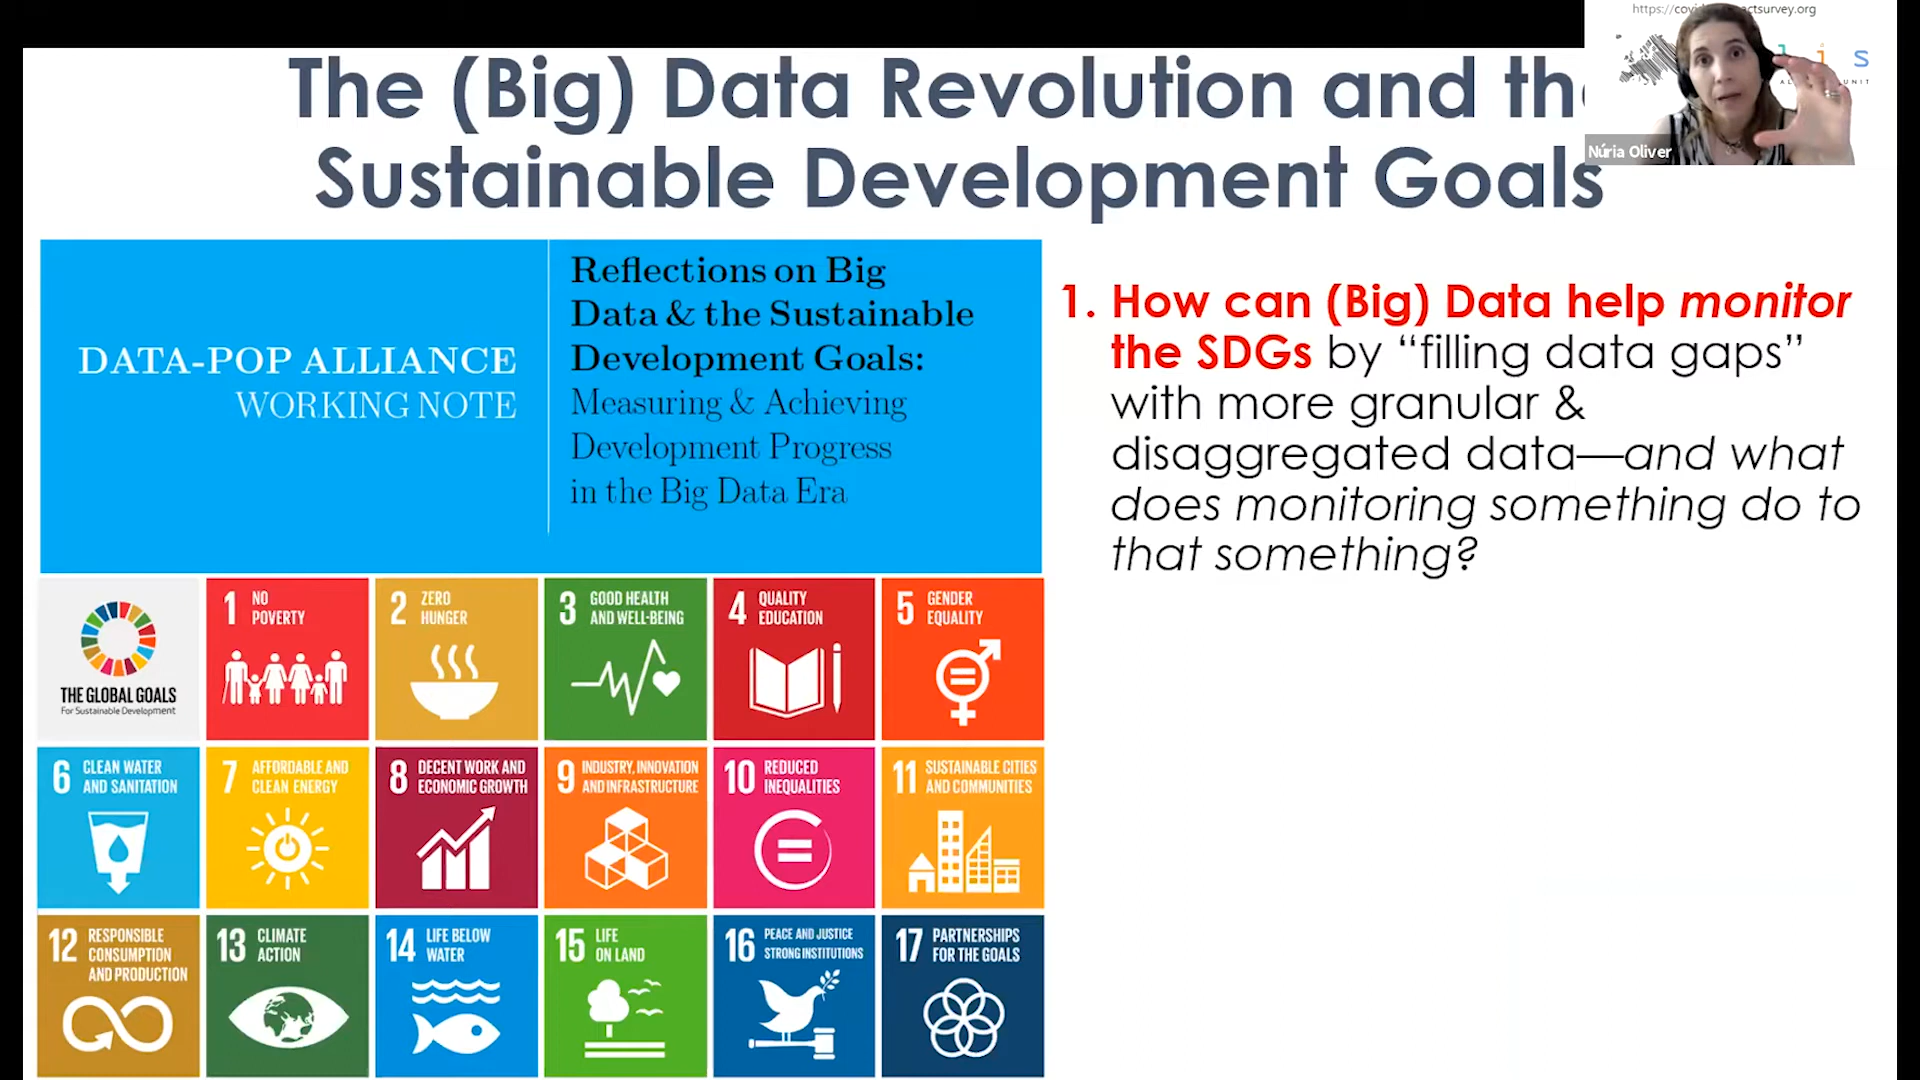 https://covid
actsurvey.org
l i s
UNIT
Núria Oliver
The (Big) Data Revolution and th
Sustainable Development Goals
DATA-POP ALLIANCE
WORKING NOTE
Reflections on Big
Data & the Sustainable
Development Goals:
Measuring & Achieving
Development Progress
in the Big Data Era
1. How can (Big) Data help monitor
the SDGs by “filling data gaps”
with more granular &
disaggregated data—and what
does monitoring something do to
that something?
THE GLOBAL GOALS
For Sustainable Development
1 NO
POVERTY
2 ZERO
HUNGER
3 GOOD HEALTH
AND WELL-BEING
4 QUALITY
EDUCATION
5 GENDER
EQUALITY
6 CLEAN WATER
AND SANITATION
7 AFFORDABLE AND
CLEAN ENERGY
8 DECENT WORK AND
ECONOMIC GROWTH
9 INDUSTRY, INNOVATION
AND INFRASTRUCTURE
10 REDUCED
INEQUALITIES
11 SUSTAINABLE CITIES
AND COMMUNITIES
12 RESPONSIBLE
CONSUMPTION
AND PRODUCTION
13 CLIMATE
ACTION
14 LIFE BELOW
WATER
15 LIFE
ON LAND
16 PEACE AND JUSTICE
STRONG INSTITUTIONS
17 PARTNERSHIPS
FOR THE GOALS